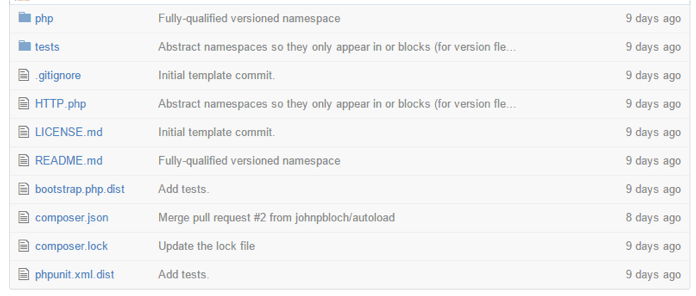 php Fully-qualified versioned namespace 9 days ago
tests Abstract namespaces so they only appear in or blocks (for version fle... 9 days ago
.gitignore Initial template commit. 9 days ago
HTTP.php Abstract namespaces so they only appear in or blocks (for version fle... 9 days ago
LICENSE.md Initial template commit. 9 days ago
README.md Fully-qualified versioned namespace 9 days ago
bootstrap.php.dist Add tests. 9 days ago
composer.json Merge pull request #2 from johnpbloch/autoload 8 days ago
composer.lock Update the lock file 9 days ago
phpunit.xml.dist Add tests. 9 days ago